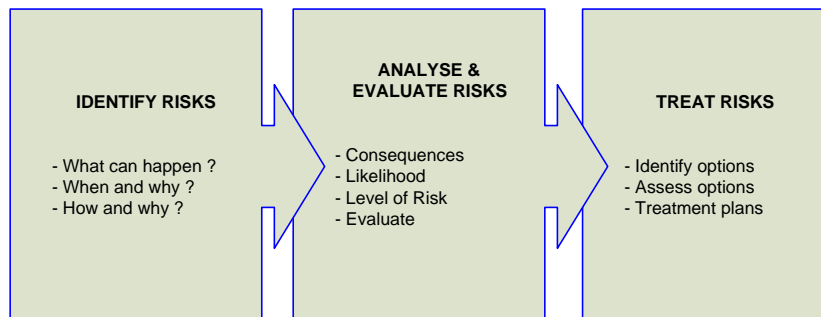 IDENTIFY RISKS
- What can happen ?
- When and why ?
- How and why ?
ANALYSE &
EVALUATE RISKS
- Consequences
- Likelihood
- Level of Risk
- Evaluate
TREAT RISKS
- Identify options
- Assess options
- Treatment plans